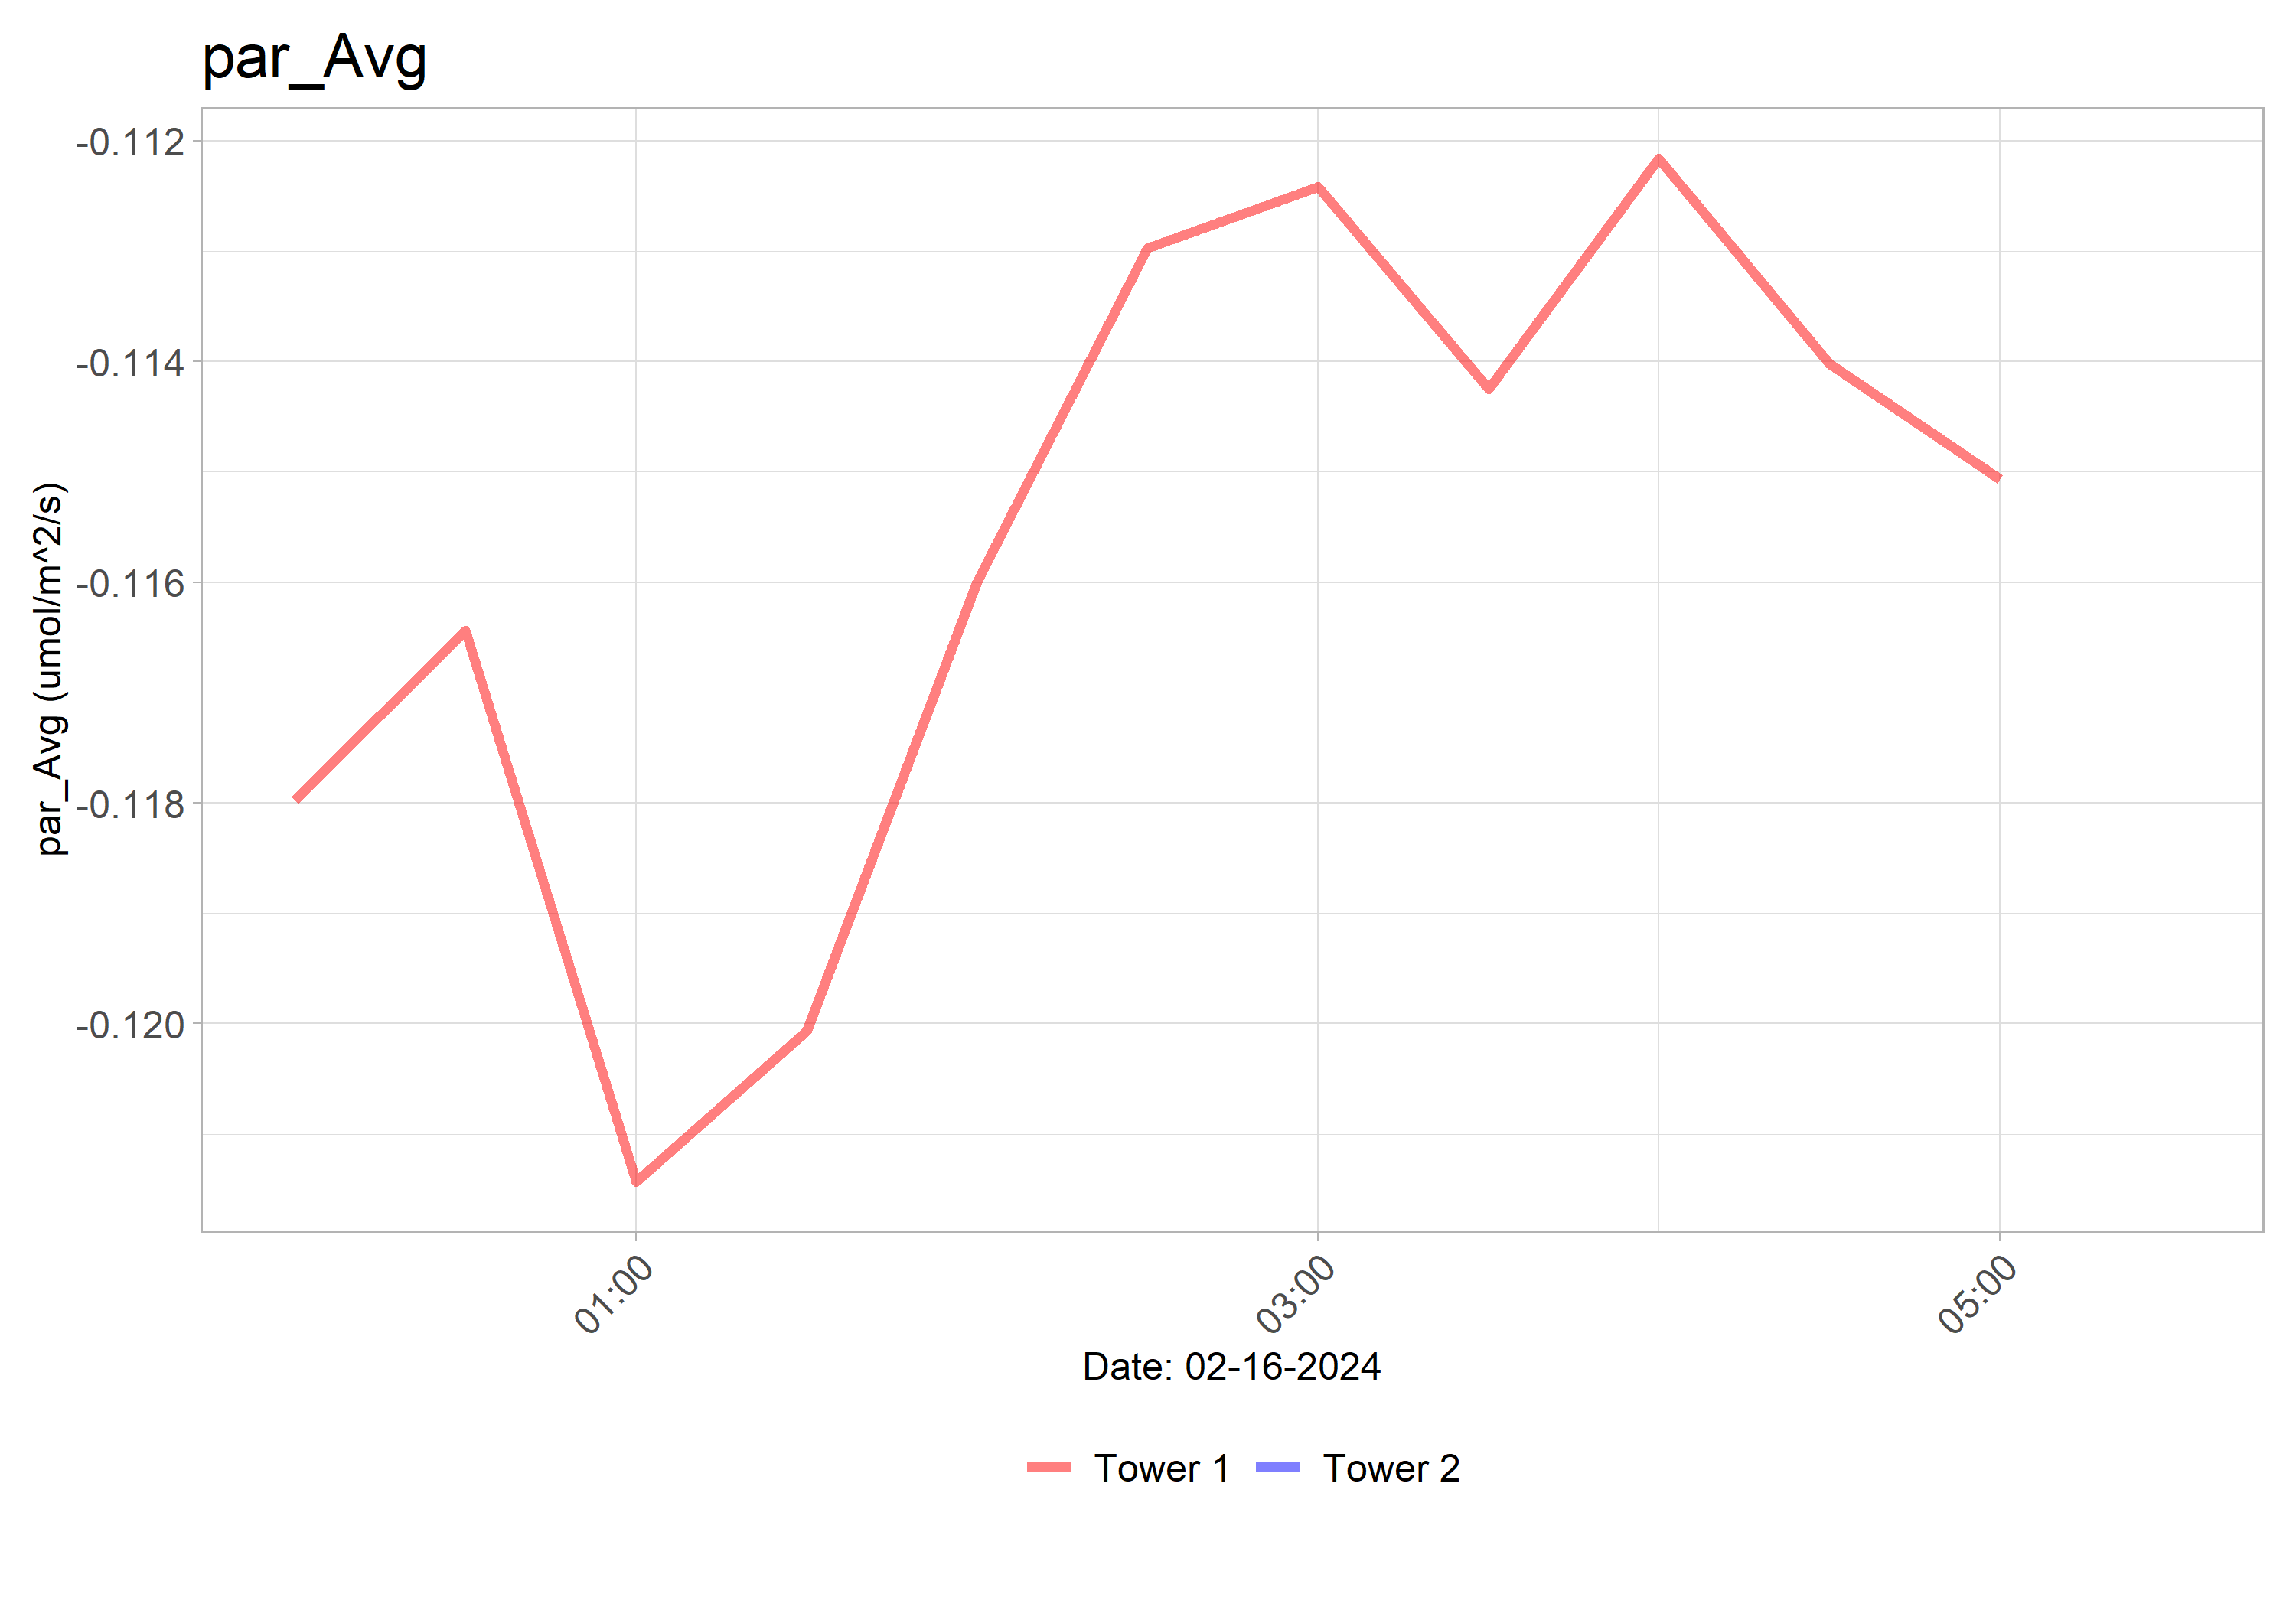 par_Avg
-0.112
-0.114
-0.116
-0.118
-0.120
par_Avg (umol/m^2/s)
01:00
03:00
05:00
Date: 02-16-2024
Tower 1
Tower 2